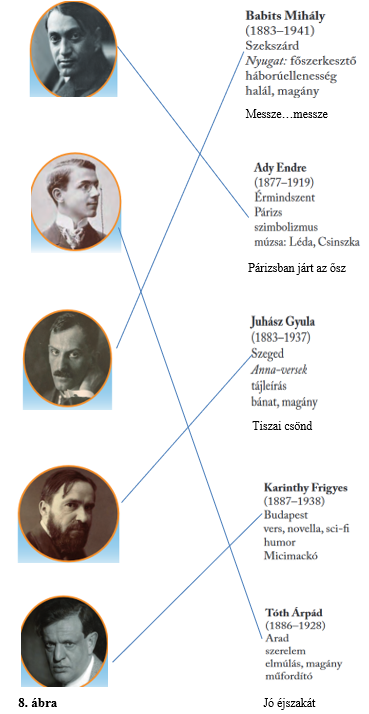 Babits Mihály
(1883–1941)
Szekszárd
Nyugat: főszerkesztő
háborúellenesség
halál, magány
Messze…messze
Ady Endre
(1877–1919)
Érmindszent
Párizs
szimbolizmus
múzsa: Léda, Csinszka
Párizsban járt az ősz
Juhász Gyula
(1883–1937)
Szeged
Anna-versek
tájleírás
bánat, magány
Tiszai csönd
Karinthy Frigyes
(1887–1938)
Budapest
vers, novella, sci-fi
humor
Micimackó
Tóth Árpád
(1886–1928)
Arad
szerelem
elmúlás, magány
műfordító
Jó éjszakát
8. ábra